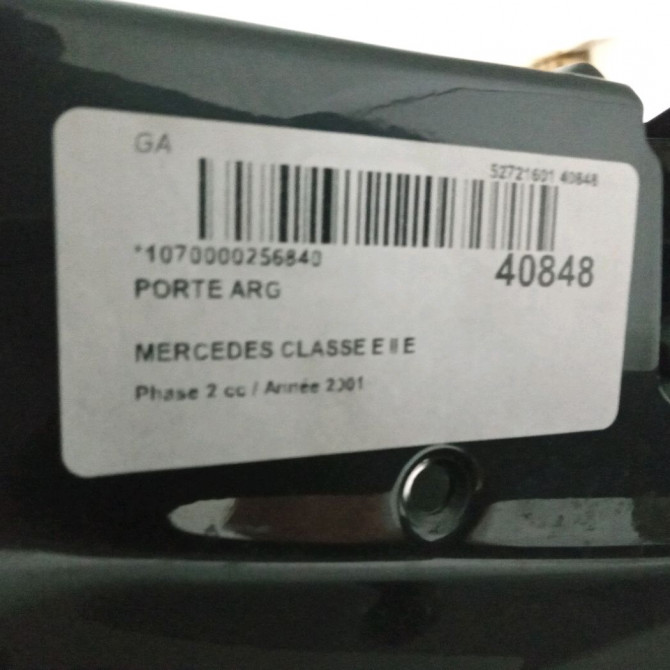 GA
52721601 40848
*1070000256840
40848
PORTE ARG
MERCEDES CLASSE E II E
Phase 2 cc / Année 2001